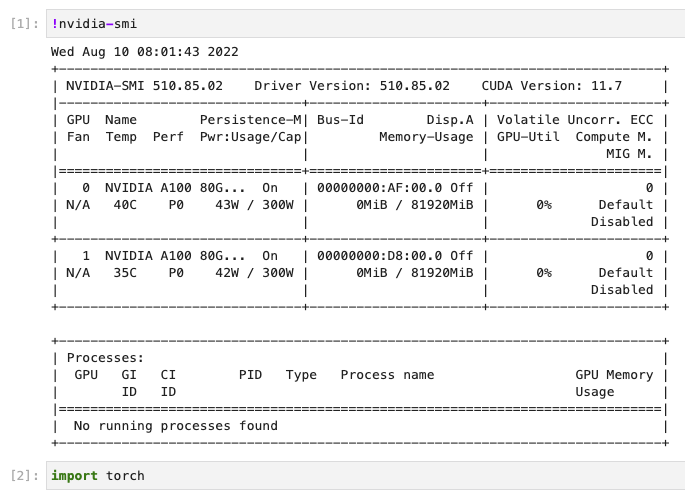 [1]: !nvidia-smi
Wed Aug 10 08:01:43 2022
+-----------------------------------------------------------------------------+
| NVIDIA-SMI 510.85.02    Driver Version: 510.85.02    CUDA Version: 11.7     |
|-------------------------------+----------------------+----------------------+
| GPU  Name        Persistence-M| Bus-Id        Disp.A | Volatile Uncorr. ECC |
| Fan  Temp  Perf  Pwr:Usage/Cap|         Memory-Usage | GPU-Util  Compute M. |
|                               |                      |               MIG M. |
|===============================+======================+======================|
|   0  NVIDIA A100 80G...  On   | 00000000:AF:00.0 Off |                    0 |
| N/A   40C    P0    43W / 300W |      0MiB / 81920MiB |      0%      Default |
|                               |                      |             Disabled |
+-------------------------------+----------------------+----------------------+
|   1  NVIDIA A100 80G...  On   | 00000000:D8:00.0 Off |                    0 |
| N/A   35C    P0    42W / 300W |      0MiB / 81920MiB |      0%      Default |
|                               |                      |             Disabled |
+-------------------------------+----------------------+----------------------+

+-----------------------------------------------------------------------------+
| Processes:                                                                  |
|  GPU   GI   CI        PID   Type   Process name                  GPU Memory |
|        ID   ID                                                   Usage      |
|=============================================================================|
|  No running processes found                                                 |
+-----------------------------------------------------------------------------+
[2]: import torch